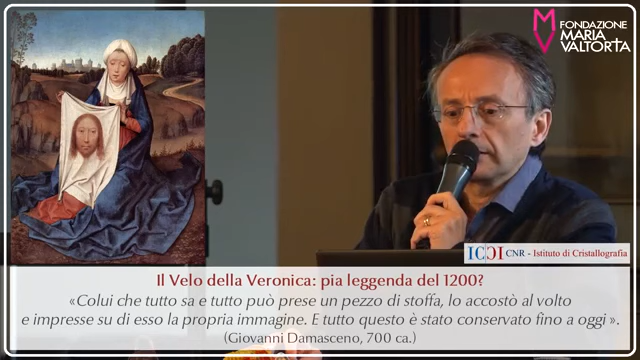 FONDAZIONE
MARIA
VALTORTA
IC CNR - Istituto di Cristallografia
Il Velo della Veronica: pia leggenda del 1200?
«Colui che tutto sa e tutto può prese un pezzo di stoffa, lo accostò al volto
e impresse su di esso la propria immagine. E tutto questo è stato conservato fino a oggi».
(Giovanni Damasceno, 700 ca.)